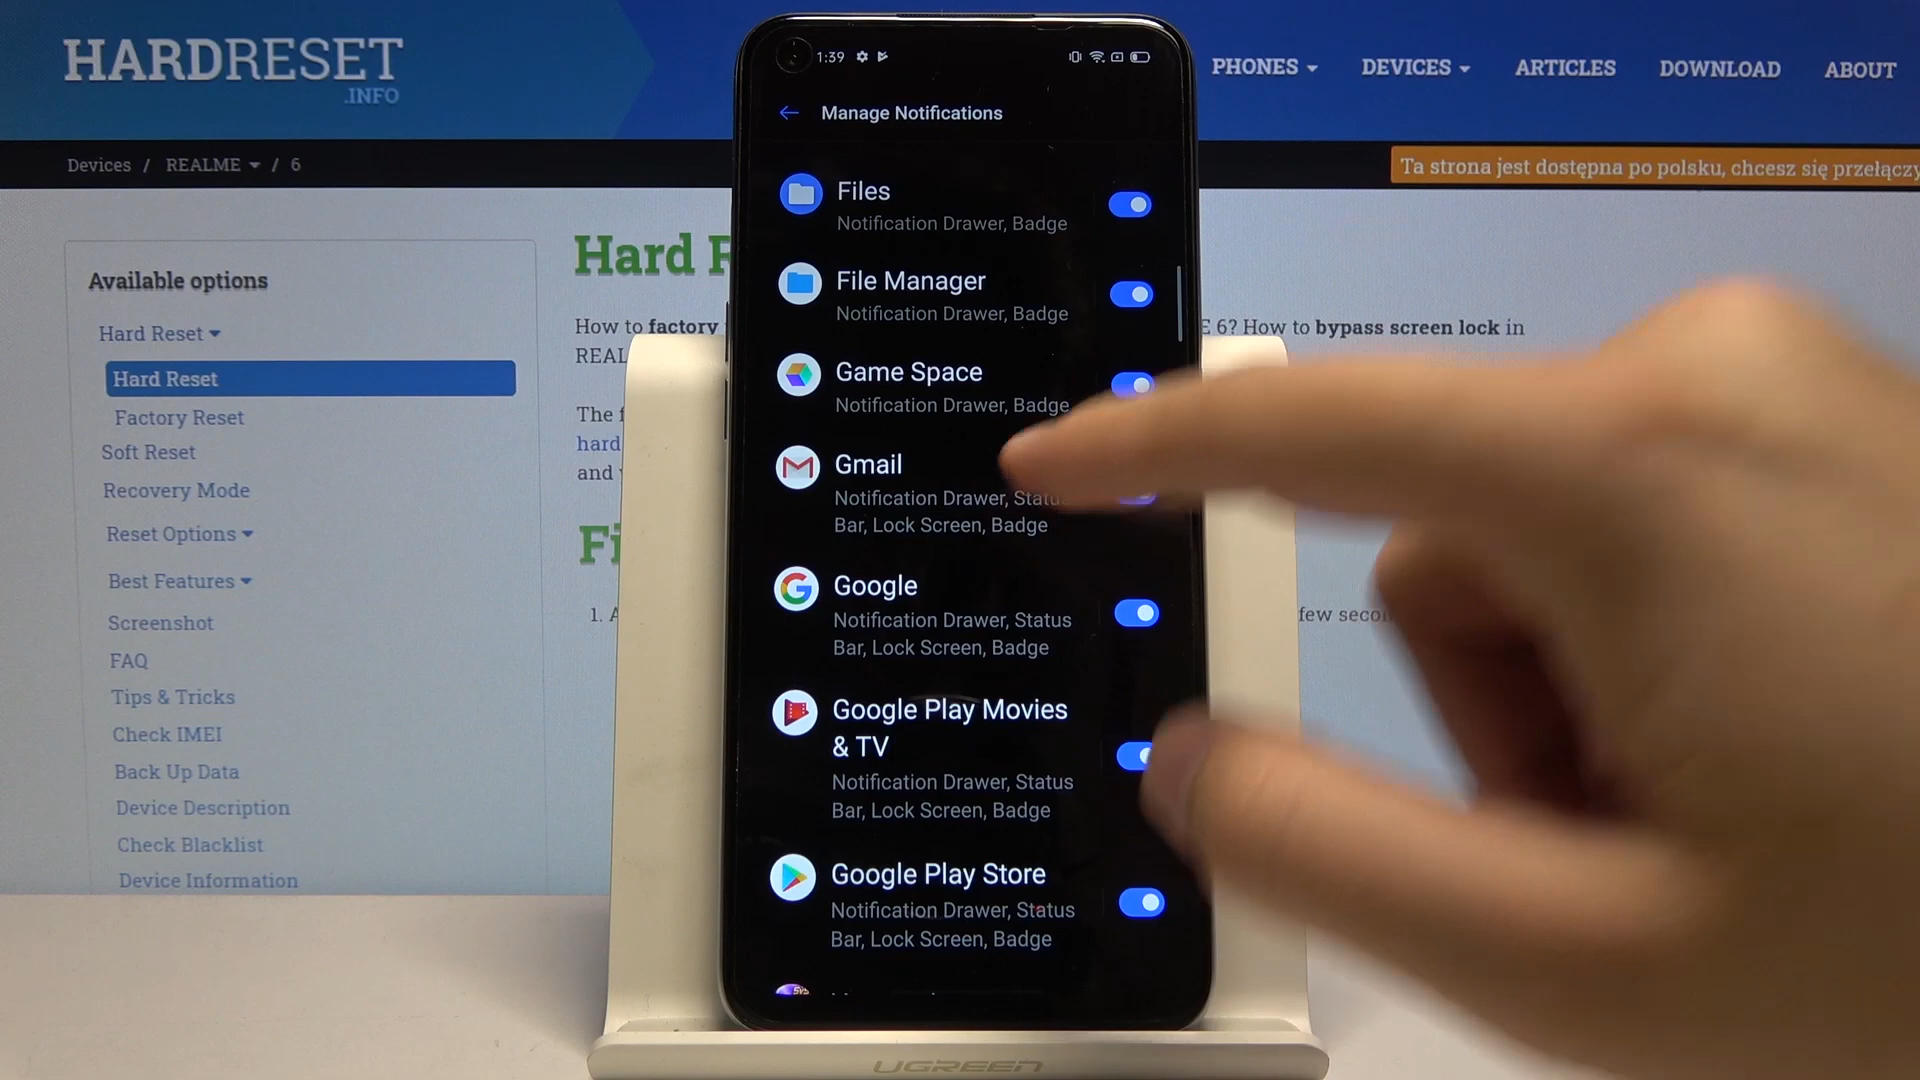 HARDRESET
.INFO
PHONES
DEVICES
ARTICLES
DOWNLOAD
ABOUT
Devices / REALME / 6
Ta strona jest dostępna po polsku, chcesz się przełączy
Available options
Hard Reset
Hard Reset
Factory Reset
Soft Reset
Recovery Mode
Reset Options
Best Features
Screenshot
FAQ
Tips & Tricks
Check IMEI
Back Up Data
Device Description
Check Blacklist
Device Information
Hard
How to factory
E 6? How to bypass screen lock in
REAL
The
hard
and
1.
few
1:39
Manage Notifications
Files
Notification Drawer, Badge
File Manager
Notification Drawer, Badge
Game Space
Notification Drawer, Badge
Gmail
Notification Drawer, Status
Bar, Lock Screen, Badge
Google
Notification Drawer, Status
Bar, Lock Screen, Badge
Google Play Movies
& TV
Notification Drawer, Status
Bar, Lock Screen, Badge
Google Play Store
Notification Drawer, Status
Bar, Lock Screen, Badge
UGREEN